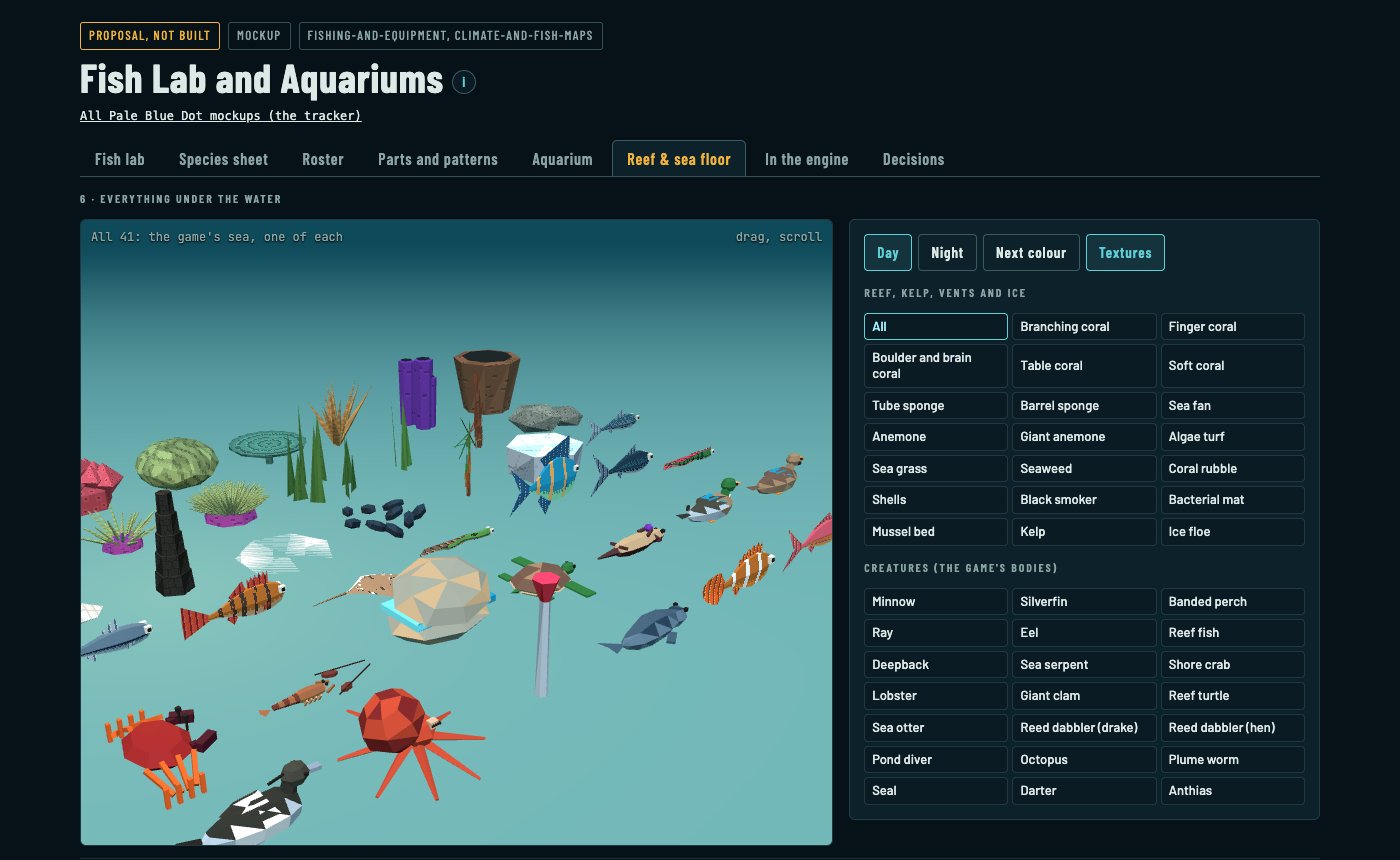 PROPOSAL, NOT BUILT
MOCKUP
FISHING-AND-EQUIPMENT, CLIMATE-AND-FISH-MAPS
Fish Lab and Aquariums
i
All Pale Blue Dot mockups (the tracker)
Fish lab
Species sheet
Roster
Parts and patterns
Aquarium
Reef & sea floor
In the engine
Decisions
6 · EVERYTHING UNDER THE WATER
All 41: the game's sea, one of each
drag, scroll
Day
Night
Next colour
Textures
REEF, KELP, VENTS AND ICE
All
Branching coral
Finger coral
Boulder and brain
coral
Table coral
Soft coral
Tube sponge
Barrel sponge
Sea fan
Anemone
Giant anemone
Algae turf
Sea grass
Seaweed
Coral rubble
Shells
Black smoker
Bacterial mat
Mussel bed
Kelp
Ice floe
CREATURES (THE GAME'S BODIES)
Minnow
Silverfin
Banded perch
Ray
Eel
Reef fish
Deepback
Sea serpent
Shore crab
Lobster
Giant clam
Reef turtle
Sea otter
Reed dabbler (drake)
Reed dabbler (hen)
Pond diver
Octopus
Plume worm
Seal
Darter
Anthias